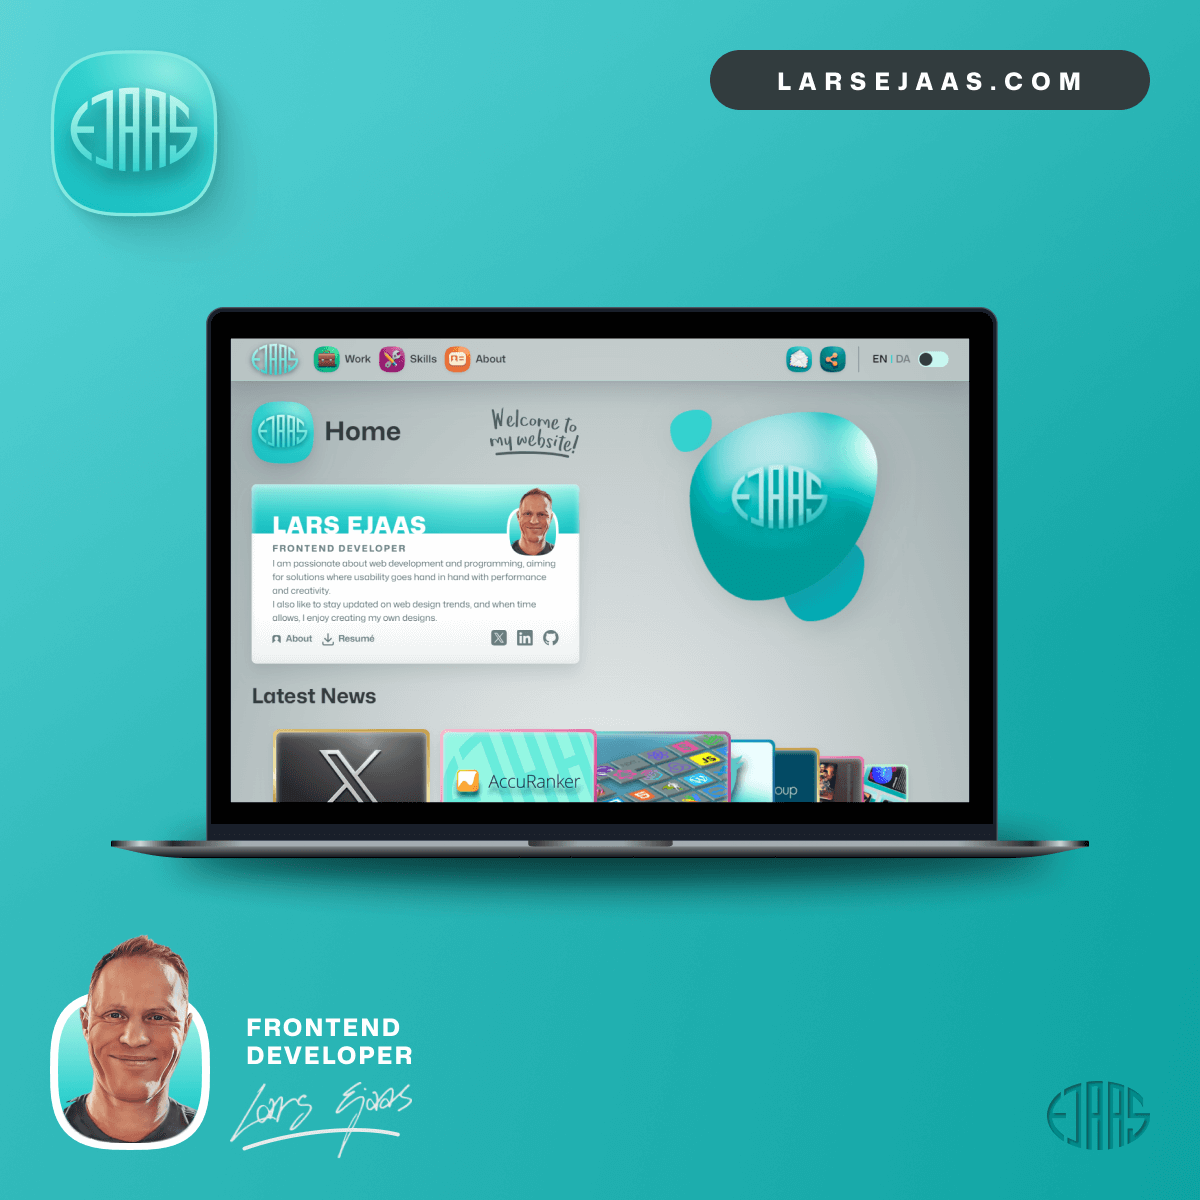 EJAAS
LARSEJAAS.COM
EJAAS
Work
Skills
About
EN | DA
EJAAS
Home
Welcome to
my website!
EJAAS
LARS EJAAS
FRONTEND DEVELOPER
I am passionate about web development and programming, aiming
for solutions where usability goes hand in hand with performance
and creativity.
I also like to stay updated on web design trends, and when time
allows, I enjoy creating my own designs.
About
Resumé
Latest News
X
AccuRanker
JS
oup
FRONTEND
DEVELOPER
Lars Ejaas
EJAAS